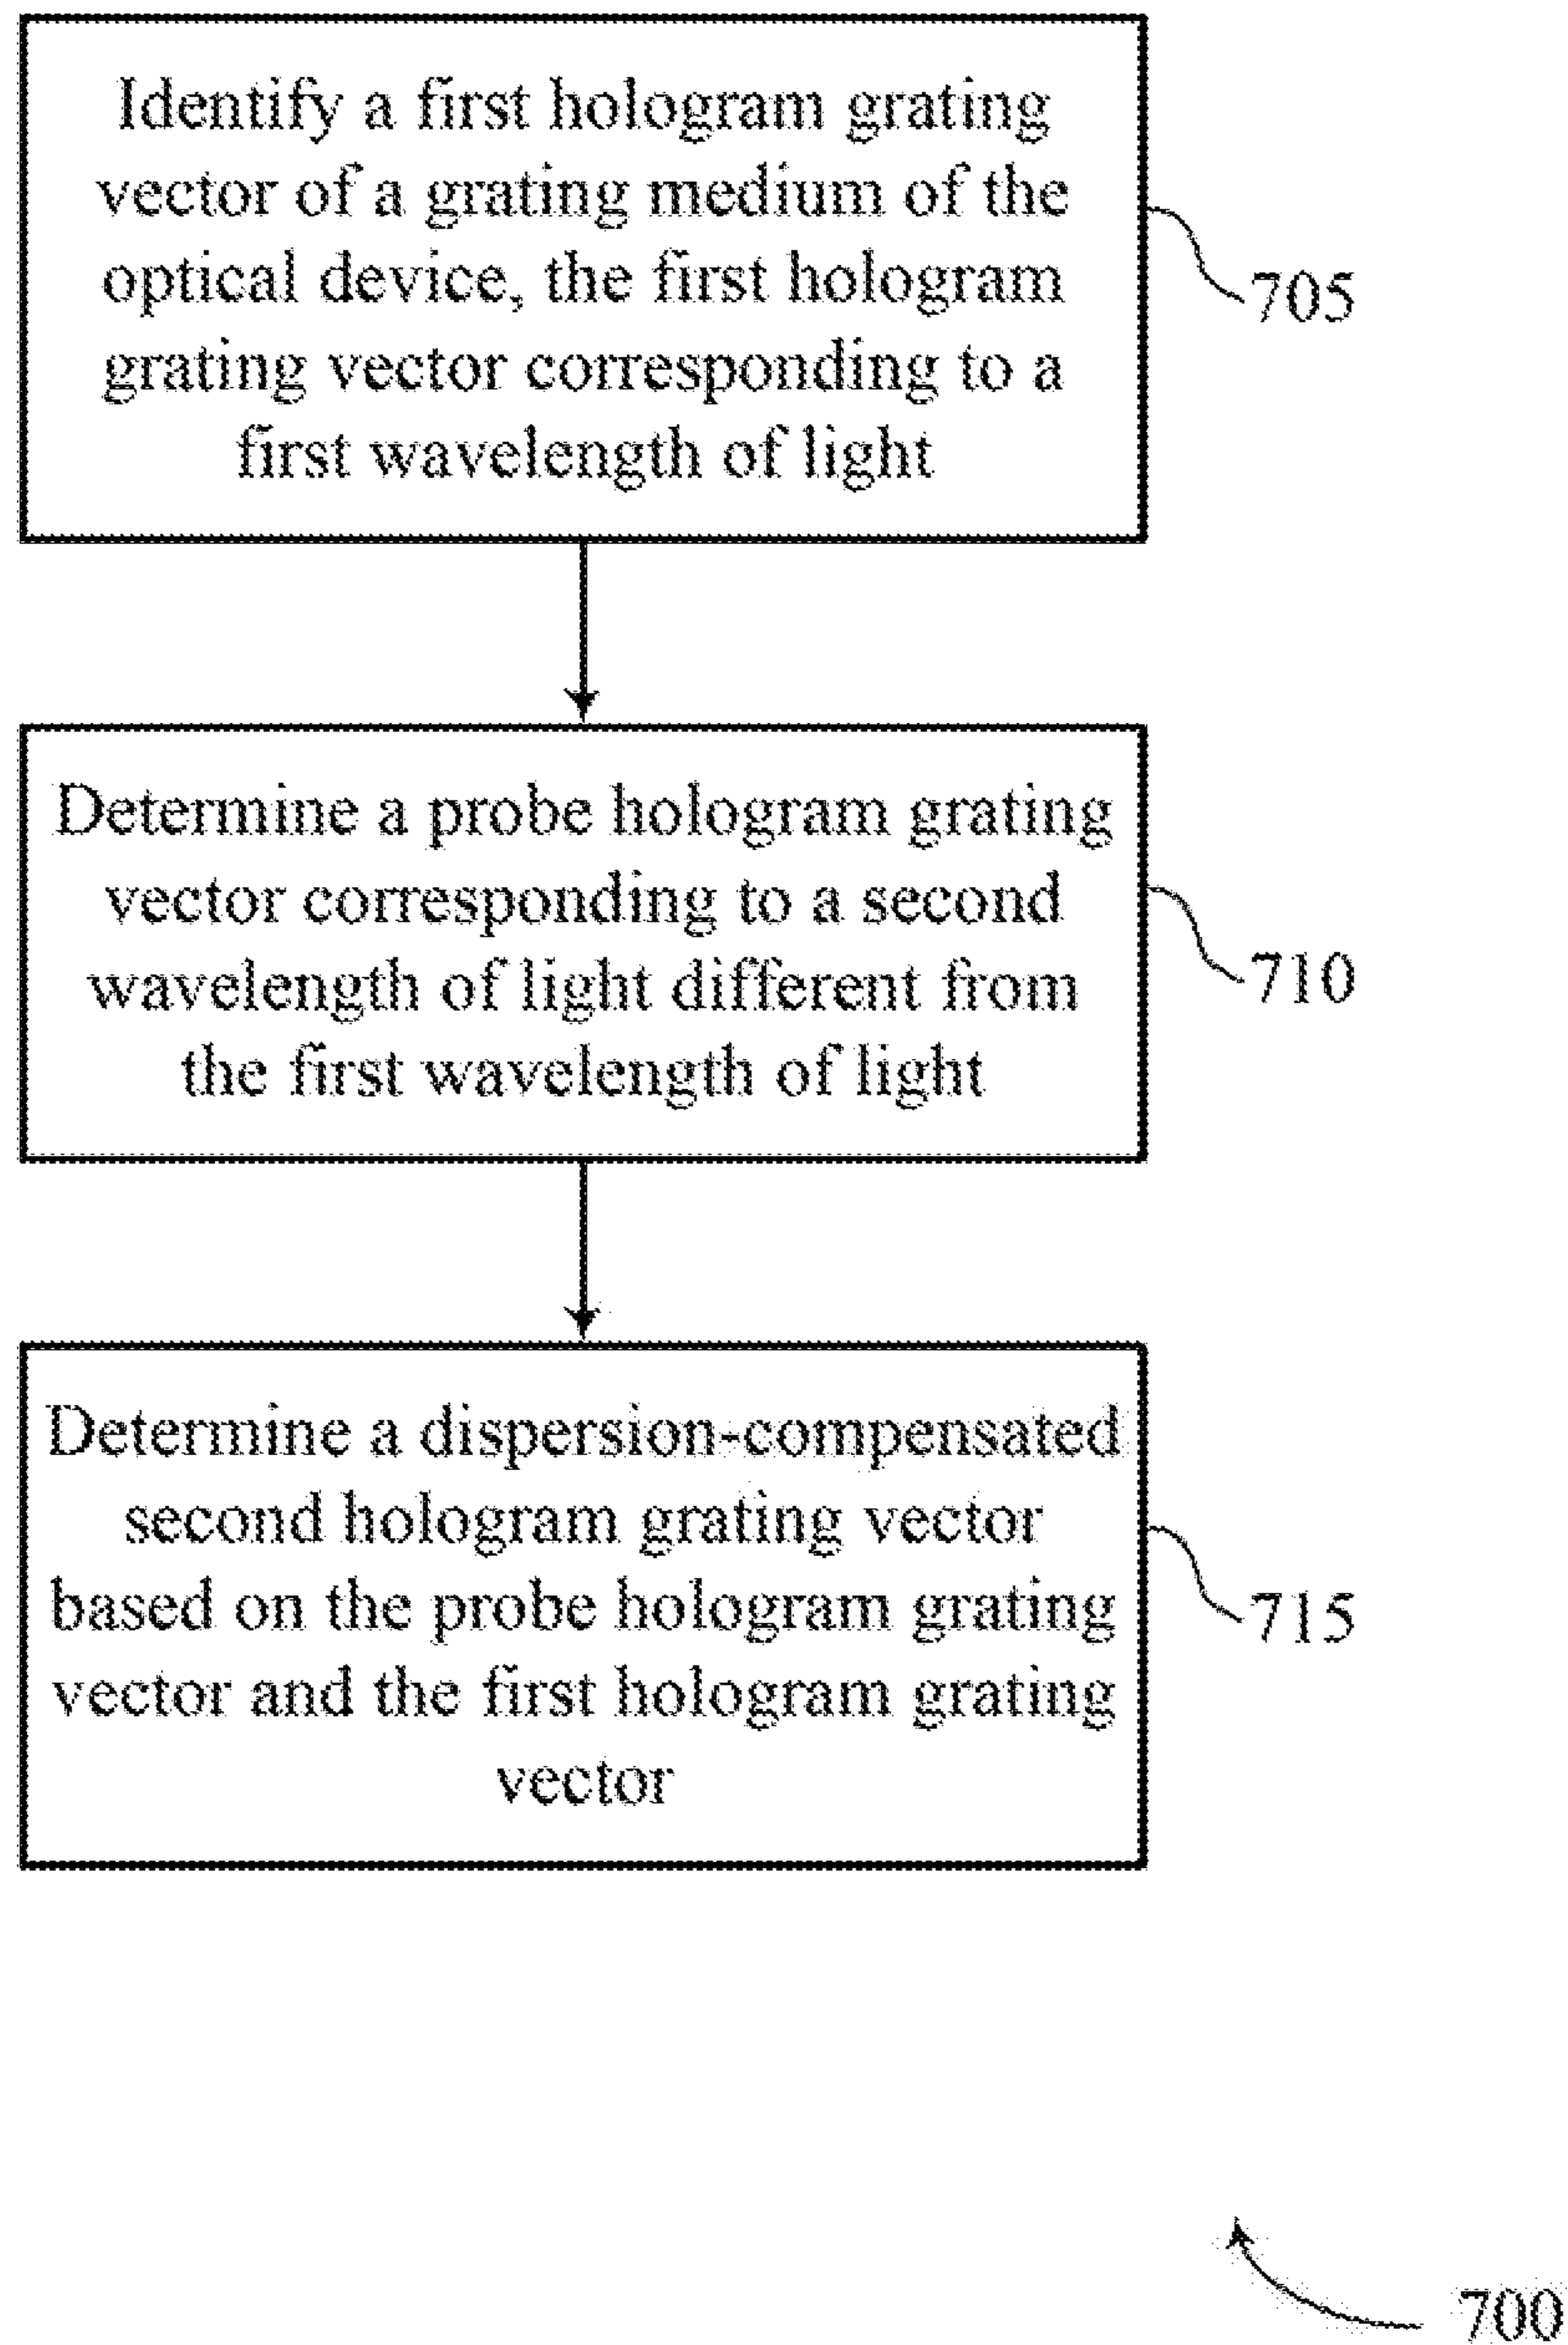 Identify a first hologram grating
vector of a grating medium of the
optical device, the first hologram
grating vector corresponding to a
first wavelength of light
705
Determine a probe hologram grating
vector corresponding to a second
wavelength of light different from
the first wavelength of light
710
Determine a dispersion-compensated
second hologram grating vector
based on the probe hologram grating
vector and the first hologram grating
vector
715
700